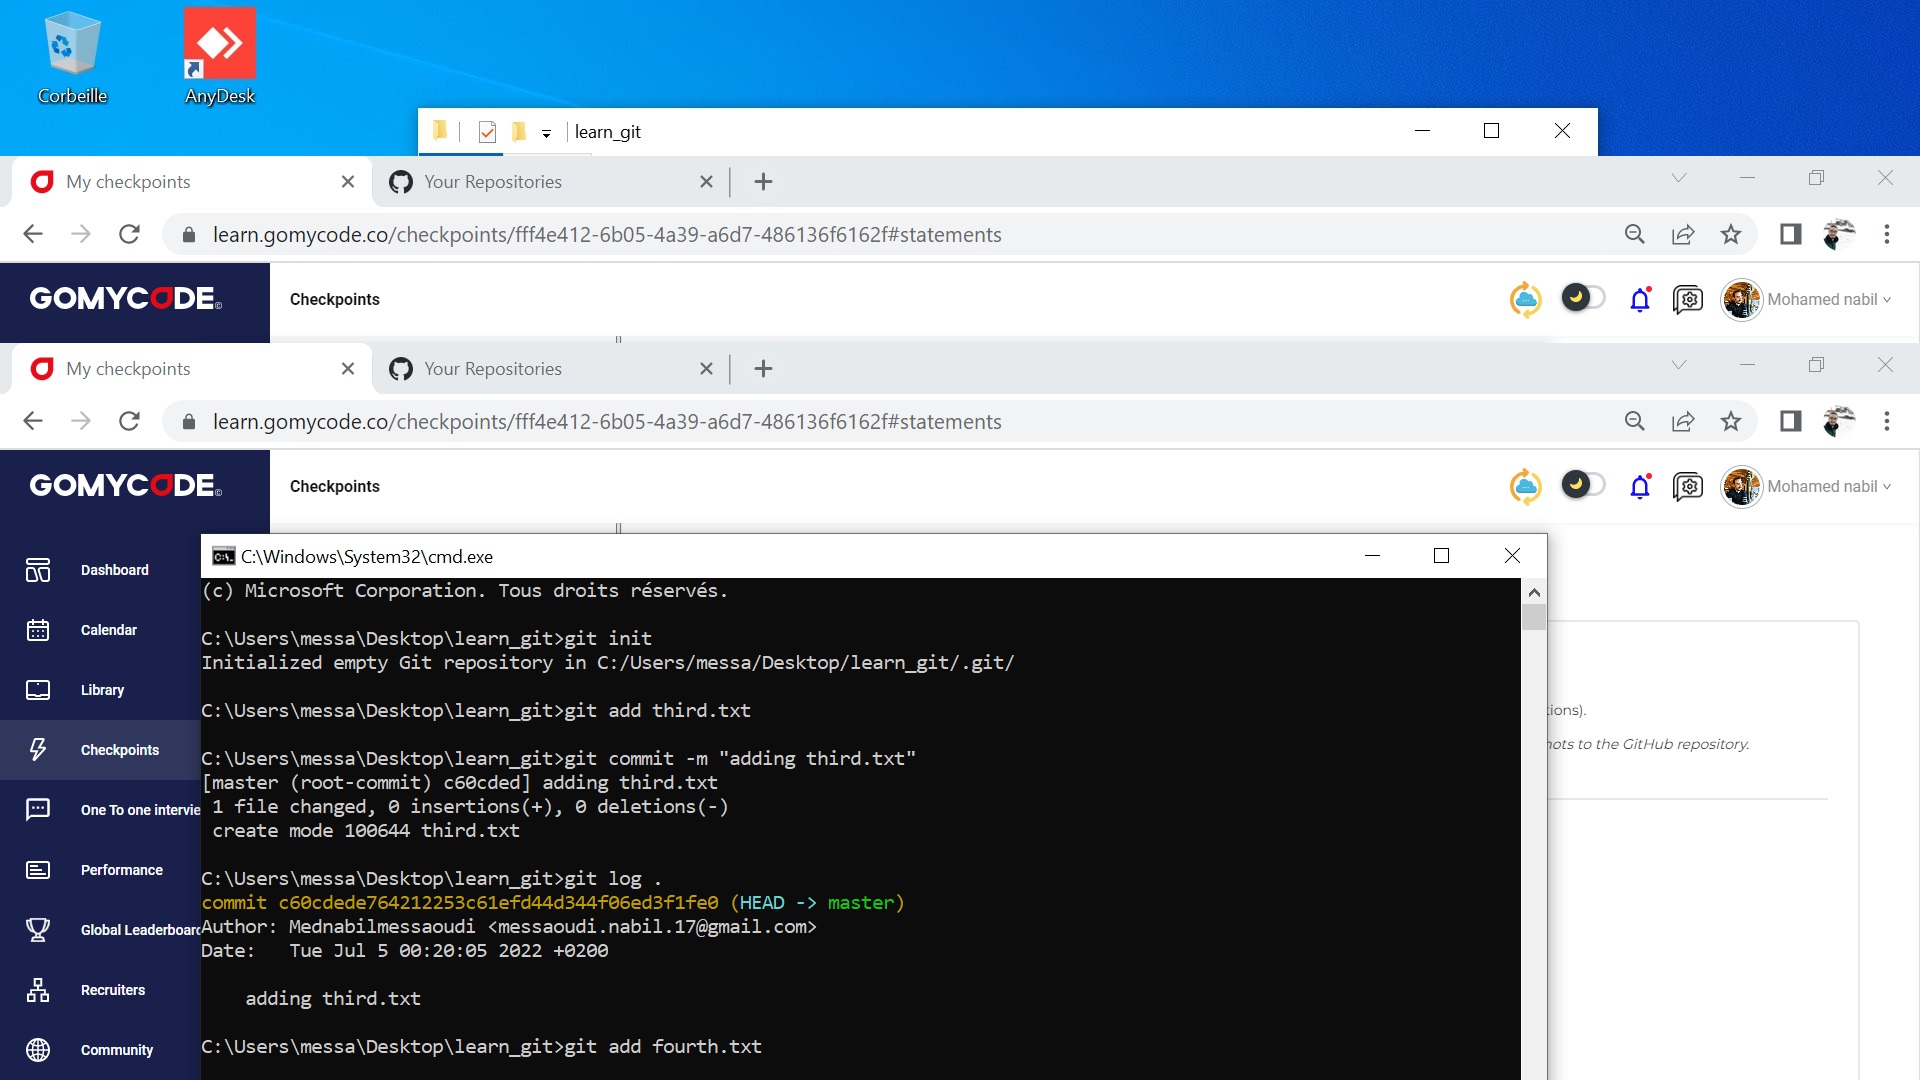 Corbeille
AnyDesk
learn_git
My checkpoints
Your Repositories
learn.gomycode.co/checkpoints/fff4e412-6b05-4a39-a6d7-486136f6162f#statements
GOMYCODE
Checkpoints
Mohamed nabil
My checkpoints
Your Repositories
learn.gomycode.co/checkpoints/fff4e412-6b05-4a39-a6d7-486136f6162f#statements
GOMYCODE
Checkpoints
Mohamed nabil
Dashboard
Calendar
Library
Checkpoints
One To one intervie
Performance
Global Leaderboard
Recruiters
Community
C:\Windows\System32\cmd.exe
(c) Microsoft Corporation. Tous droits réservés.
C:\Users\messa\Desktop\learn_git>git init
Initialized empty Git repository in C:/Users/messa/Desktop/learn_git/.git/
C:\Users\messa\Desktop\learn_git>git add third.txt
C:\Users\messa\Desktop\learn_git>git commit -m "adding third.txt"
[master (root-commit) c60cded] adding third.txt
1 file changed, 0 insertions(+), 0 deletions(-)
create mode 100644 third.txt
C:\Users\messa\Desktop\learn_git>git log .
commit c60cdede764212253c61efd44d344f06ed3f1fe0 (HEAD -> master)
Author: Mednabilmessaoudi <messaoudi.nabil.17@gmail.com>
Date:   Tue Jul 5 00:20:05 2022 +0200
adding third.txt
C:\Users\messa\Desktop\learn_git>git add fourth.txt
tions).
nots to the GitHub repository.